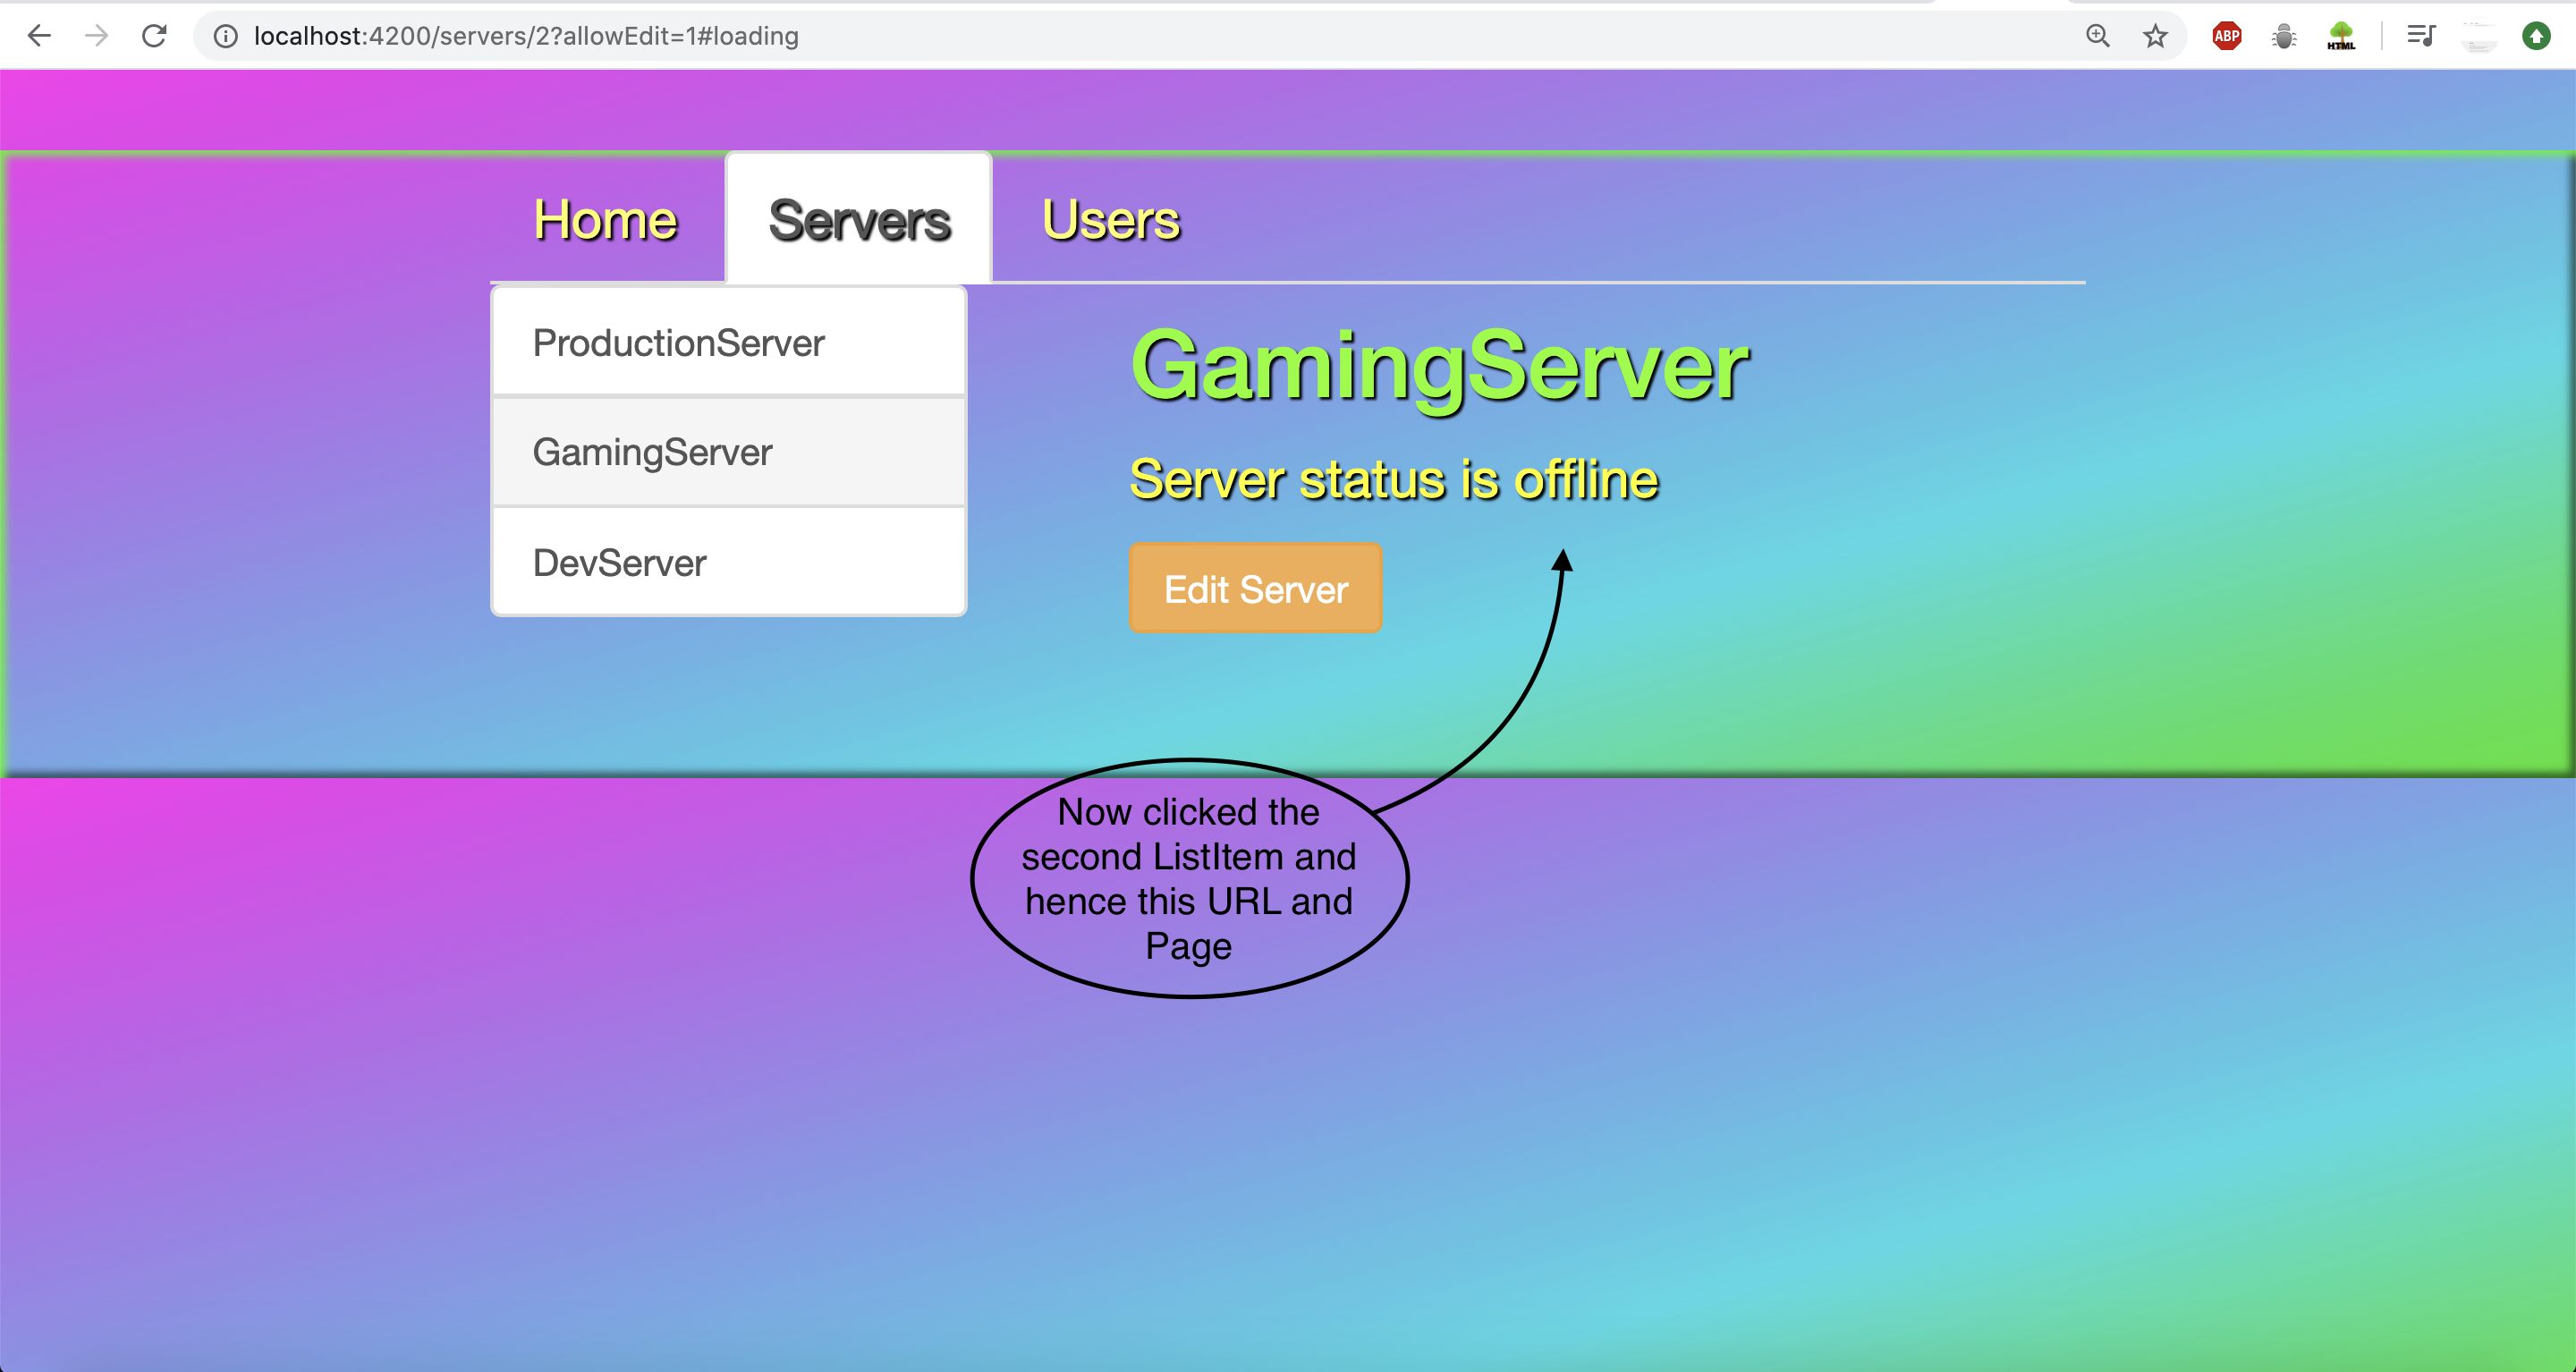 localhost:4200/servers/2?allowEdit=1#loading
ABP
HTML
Home
Servers
Users
ProductionServer
GamingServer
DevServer
GamingServer
Server status is offline
Edit Server
Now clicked the
second ListItem and
hence this URL and
Page